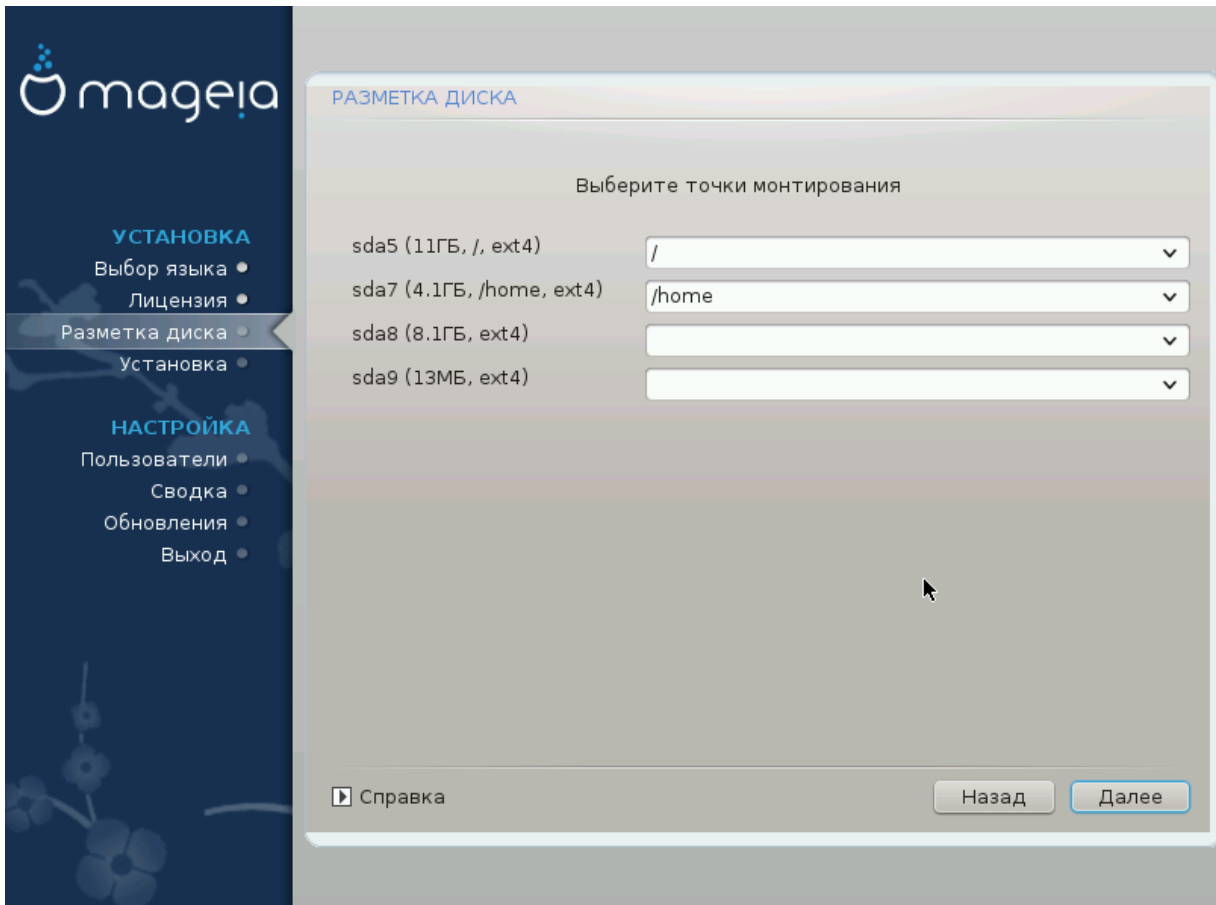 mageia
УСТАНОВКА
Выбор языка
Лицензия
Разметка диска
Установка
НАСТРОЙКА
Пользователи
Сводка
Обновления
Выход
РАЗМЕТКА ДИСКА
Выберите точки монтирования
sda5 (11ГБ, /, ext4) /
sda7 (4.1ГБ, /home, ext4) /home
sda8 (8.1ГБ, ext4)
sda9 (13МБ, ext4)
Справка
Назад
Далее